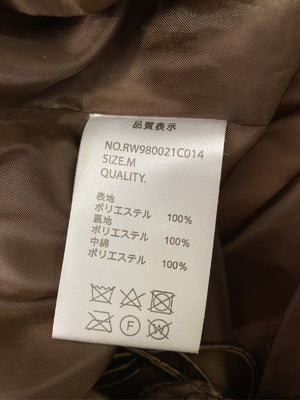 品質表示
NO.RW980021C014
SIZE.M
QUALITY.
表地
ポリエステル 100%
裏地
ポリエステル 100%
中綿
ポリエステル 100%
F W